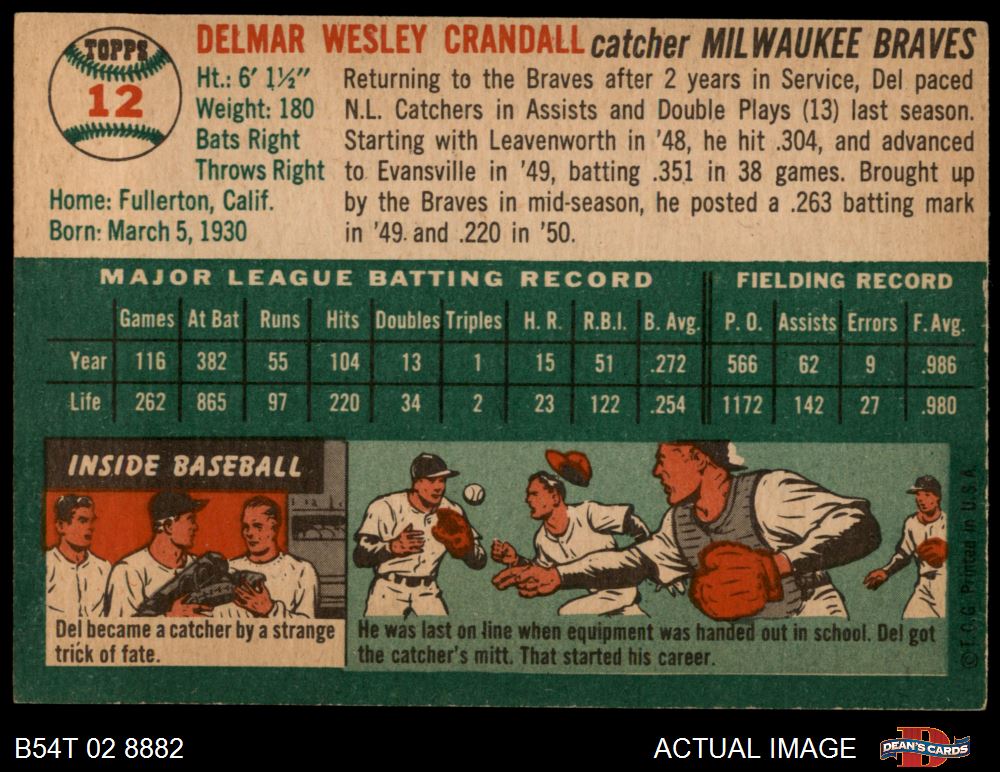 TOPPS
12
DELMAR WESLEY CRANDALL catcher MILWAUKEE BRAVES
Ht.: 6' 1½"
Weight: 180
Bats Right
Throws Right
Home: Fullerton, Calif.
Born: March 5, 1930
Returning to the Braves after 2 years in Service, Del paced
N.L. Catchers in Assists and Double Plays (13) last season.
Starting with Leavenworth in '48, he hit .304, and advanced
to Evansville in '49, batting .351 in 38 games. Brought up
by the Braves in mid-season, he posted a .263 batting mark
in '49 and .220 in '50.
MAJOR LEAGUE BATTING RECORD FIELDING RECORD
Games At Bat Runs Hits Doubles Triples H. R. R.B.I. B. Avg. P. O. Assists Errors F. Avg.
Year 116 382 55 104 13 1 15 51 .272 566 62 9 .986
Life 262 865 97 220 34 2 23 122 .254 1172 142 27 .980
INSIDE BASEBALL
Del became a catcher by a strange
trick of fate.
He was last on line when equipment was handed out in school. Del got
the catcher's mitt. That started his career.
© T. C. G. Printed in U.S.A.
B54T 02 8882
ACTUAL IMAGE
DEAN'S CARDS